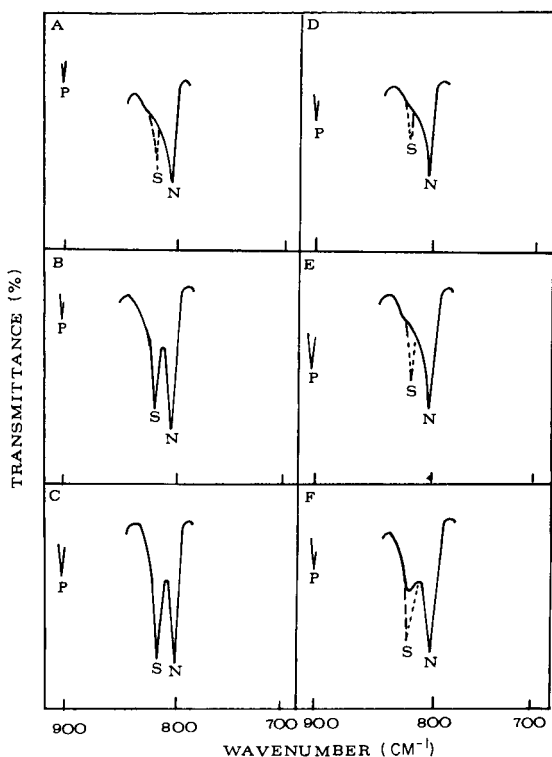 A
P
S
N
D
P
S
N
B
P
S
N
E
P
S
N
C
P
S
N
F
P
S
N
900 800 700 900 800 700
WAVENUMBER (CM⁻¹)
TRANSMITTANCE (%)